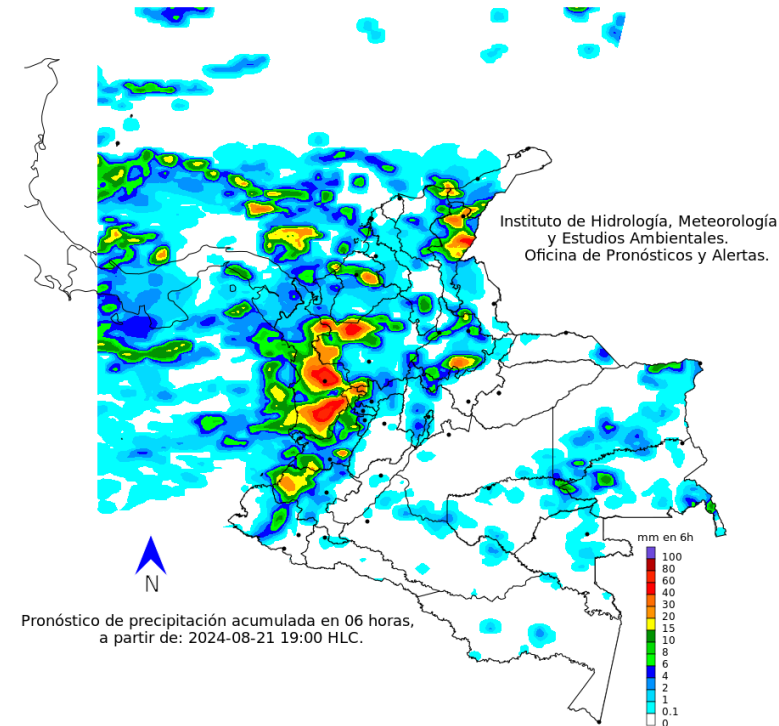 Instituto de Hidrología, Meteorología
y Estudios Ambientales.
Oficina de Pronósticos y Alertas.
mm en 6h
100
80
60
40
30
20
15
10
8
6
4
2
1
0.1
0
N
Pronóstico de precipitación acumulada en 06 horas,
a partir de: 2024-08-21 19:00 HLC.